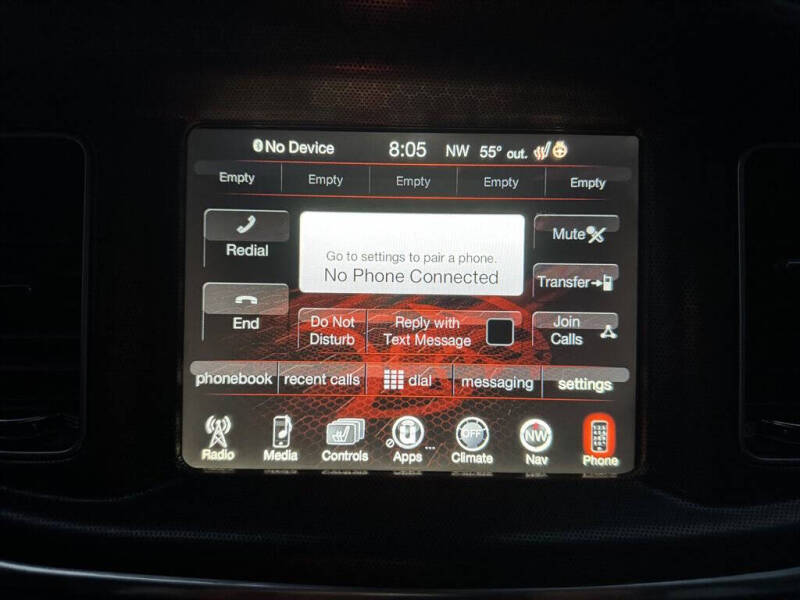 No Device 8:05 NW 55° out.
Empty Empty Empty Empty Empty
Redial
Go to settings to pair a phone.
No Phone Connected
Mute
Transfer
End
Do Not
Disturb
Reply with
Text Message
Join
Calls
phonebook recent calls dial messaging settings
OFF NW
Radio Media Controls Apps ... Climate Nav Phone